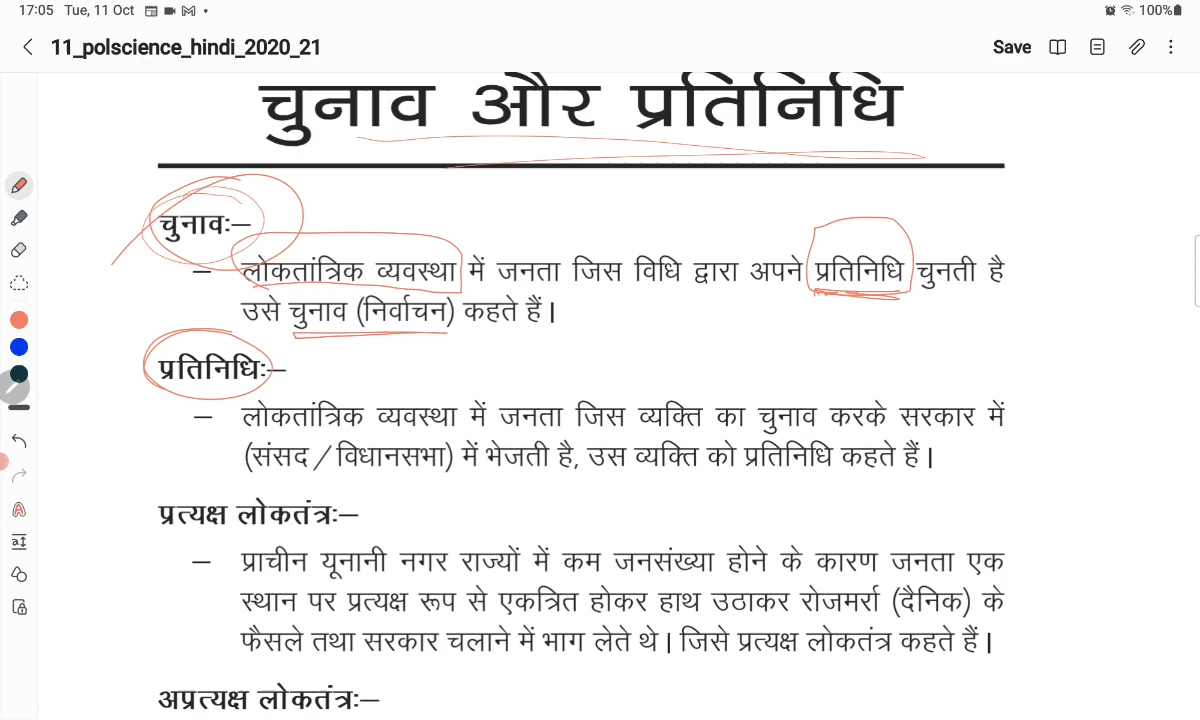 17:05 Tue, 11 Oct
100%
11_polscience_hindi_2020_21
Save
चुनाव और प्रतिनिधि
चुनावः–
– लोकतांत्रिक व्यवस्था में जनता जिस विधि द्वारा अपने प्रतिनिधि चुनती है
उसे चुनाव (निर्वाचन) कहते हैं।
प्रतिनिधिः–
– लोकतांत्रिक व्यवस्था में जनता जिस व्यक्ति का चुनाव करके सरकार में
(संसद / विधानसभा) में भेजती है, उस व्यक्ति को प्रतिनिधि कहते हैं।
प्रत्यक्ष लोकतंत्रः–
– प्राचीन यूनानी नगर राज्यों में कम जनसंख्या होने के कारण जनता एक
स्थान पर प्रत्यक्ष रूप से एकत्रित होकर हाथ उठाकर रोजमर्रा (दैनिक) के
फैसले तथा सरकार चलाने में भाग लेते थे। जिसे प्रत्यक्ष लोकतंत्र कहते हैं।
अप्रत्यक्ष लोकतंत्रः–